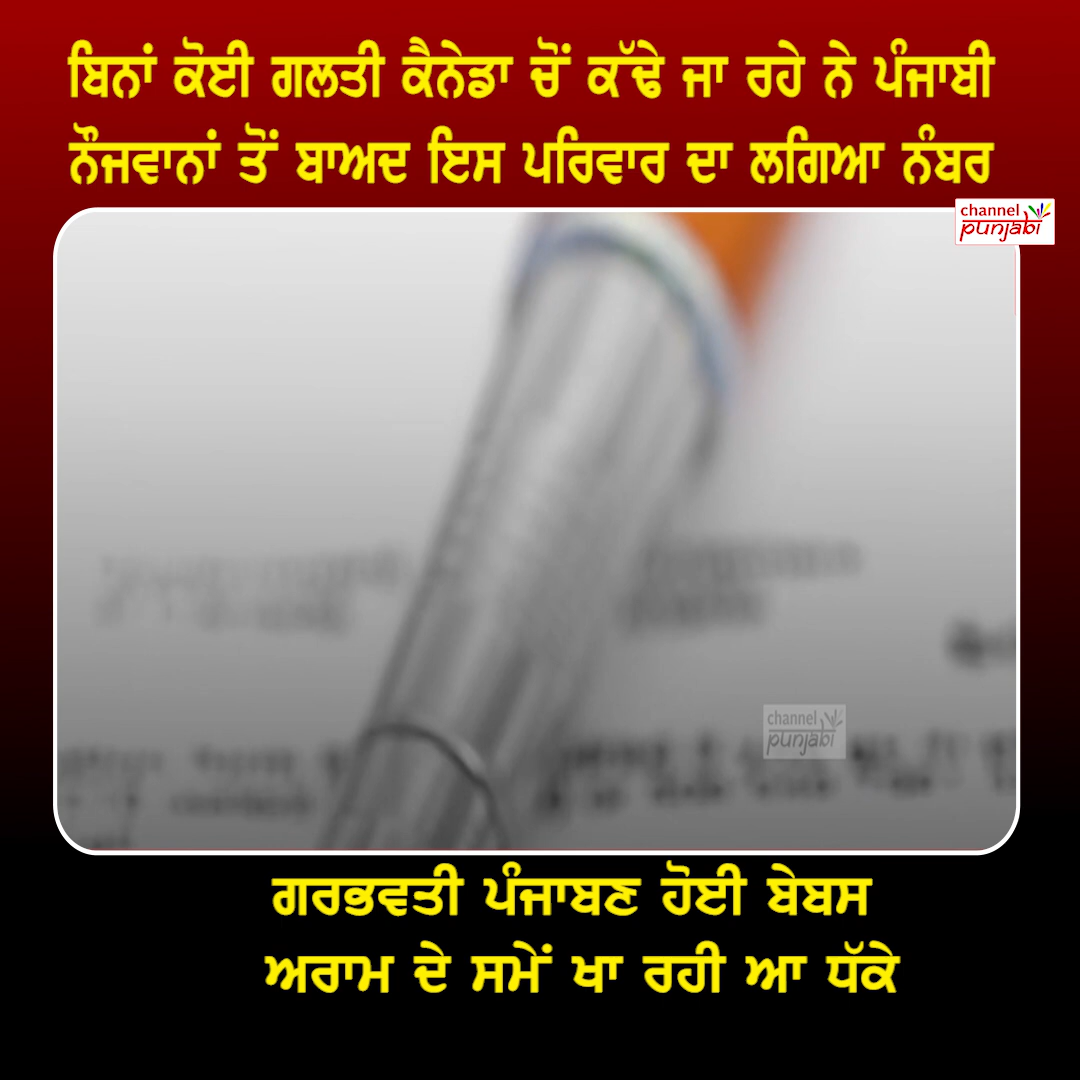 ਬਿਨਾਂ ਕੋਈ ਗਲਤੀ ਕੈਨੇਡਾ ਚੋਂ ਕੱਢੇ ਜਾ ਰਹੇ ਨੇ ਪੰਜਾਬੀ
ਨੌਜਵਾਨਾਂ ਤੋਂ ਬਾਅਦ ਇਸ ਪਰਿਵਾਰ ਦਾ ਲਗਿਆ ਨੰਬਰ
channel
punjabi
channel
punjabi
ਗਰਭਵਤੀ ਪੰਜਾਬਣ ਹੋਈ ਬੇਬਸ
ਅਰਾਮ ਦੇ ਸਮੇਂ ਖਾ ਰਹੀ ਆ ਧੱਕੇ